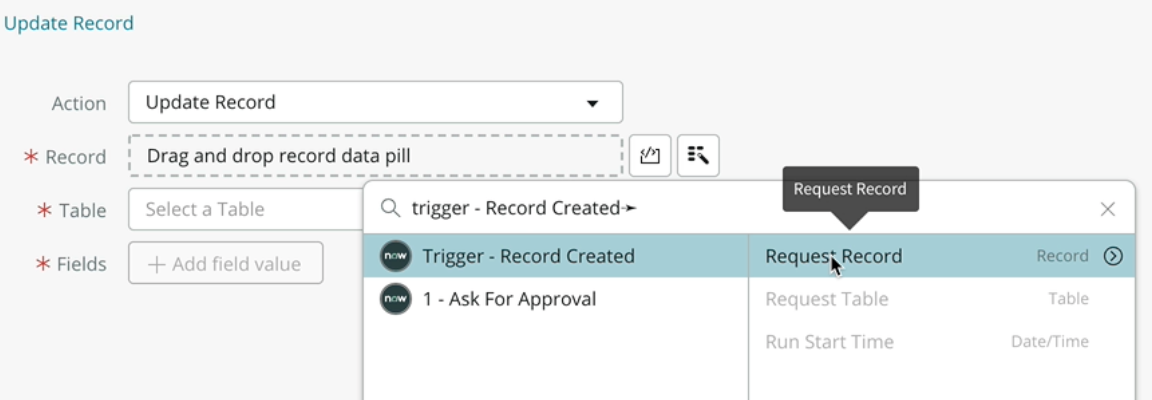 Update Record
Action Update Record
* Record Drag and drop record data pill
Request Record
* Table Select a Table
trigger - Record Created➛
now Trigger - Record Created Request Record Record
* Fields + Add field value
now 1 - Ask For Approval Request Table Table
Run Start Time Date/Time